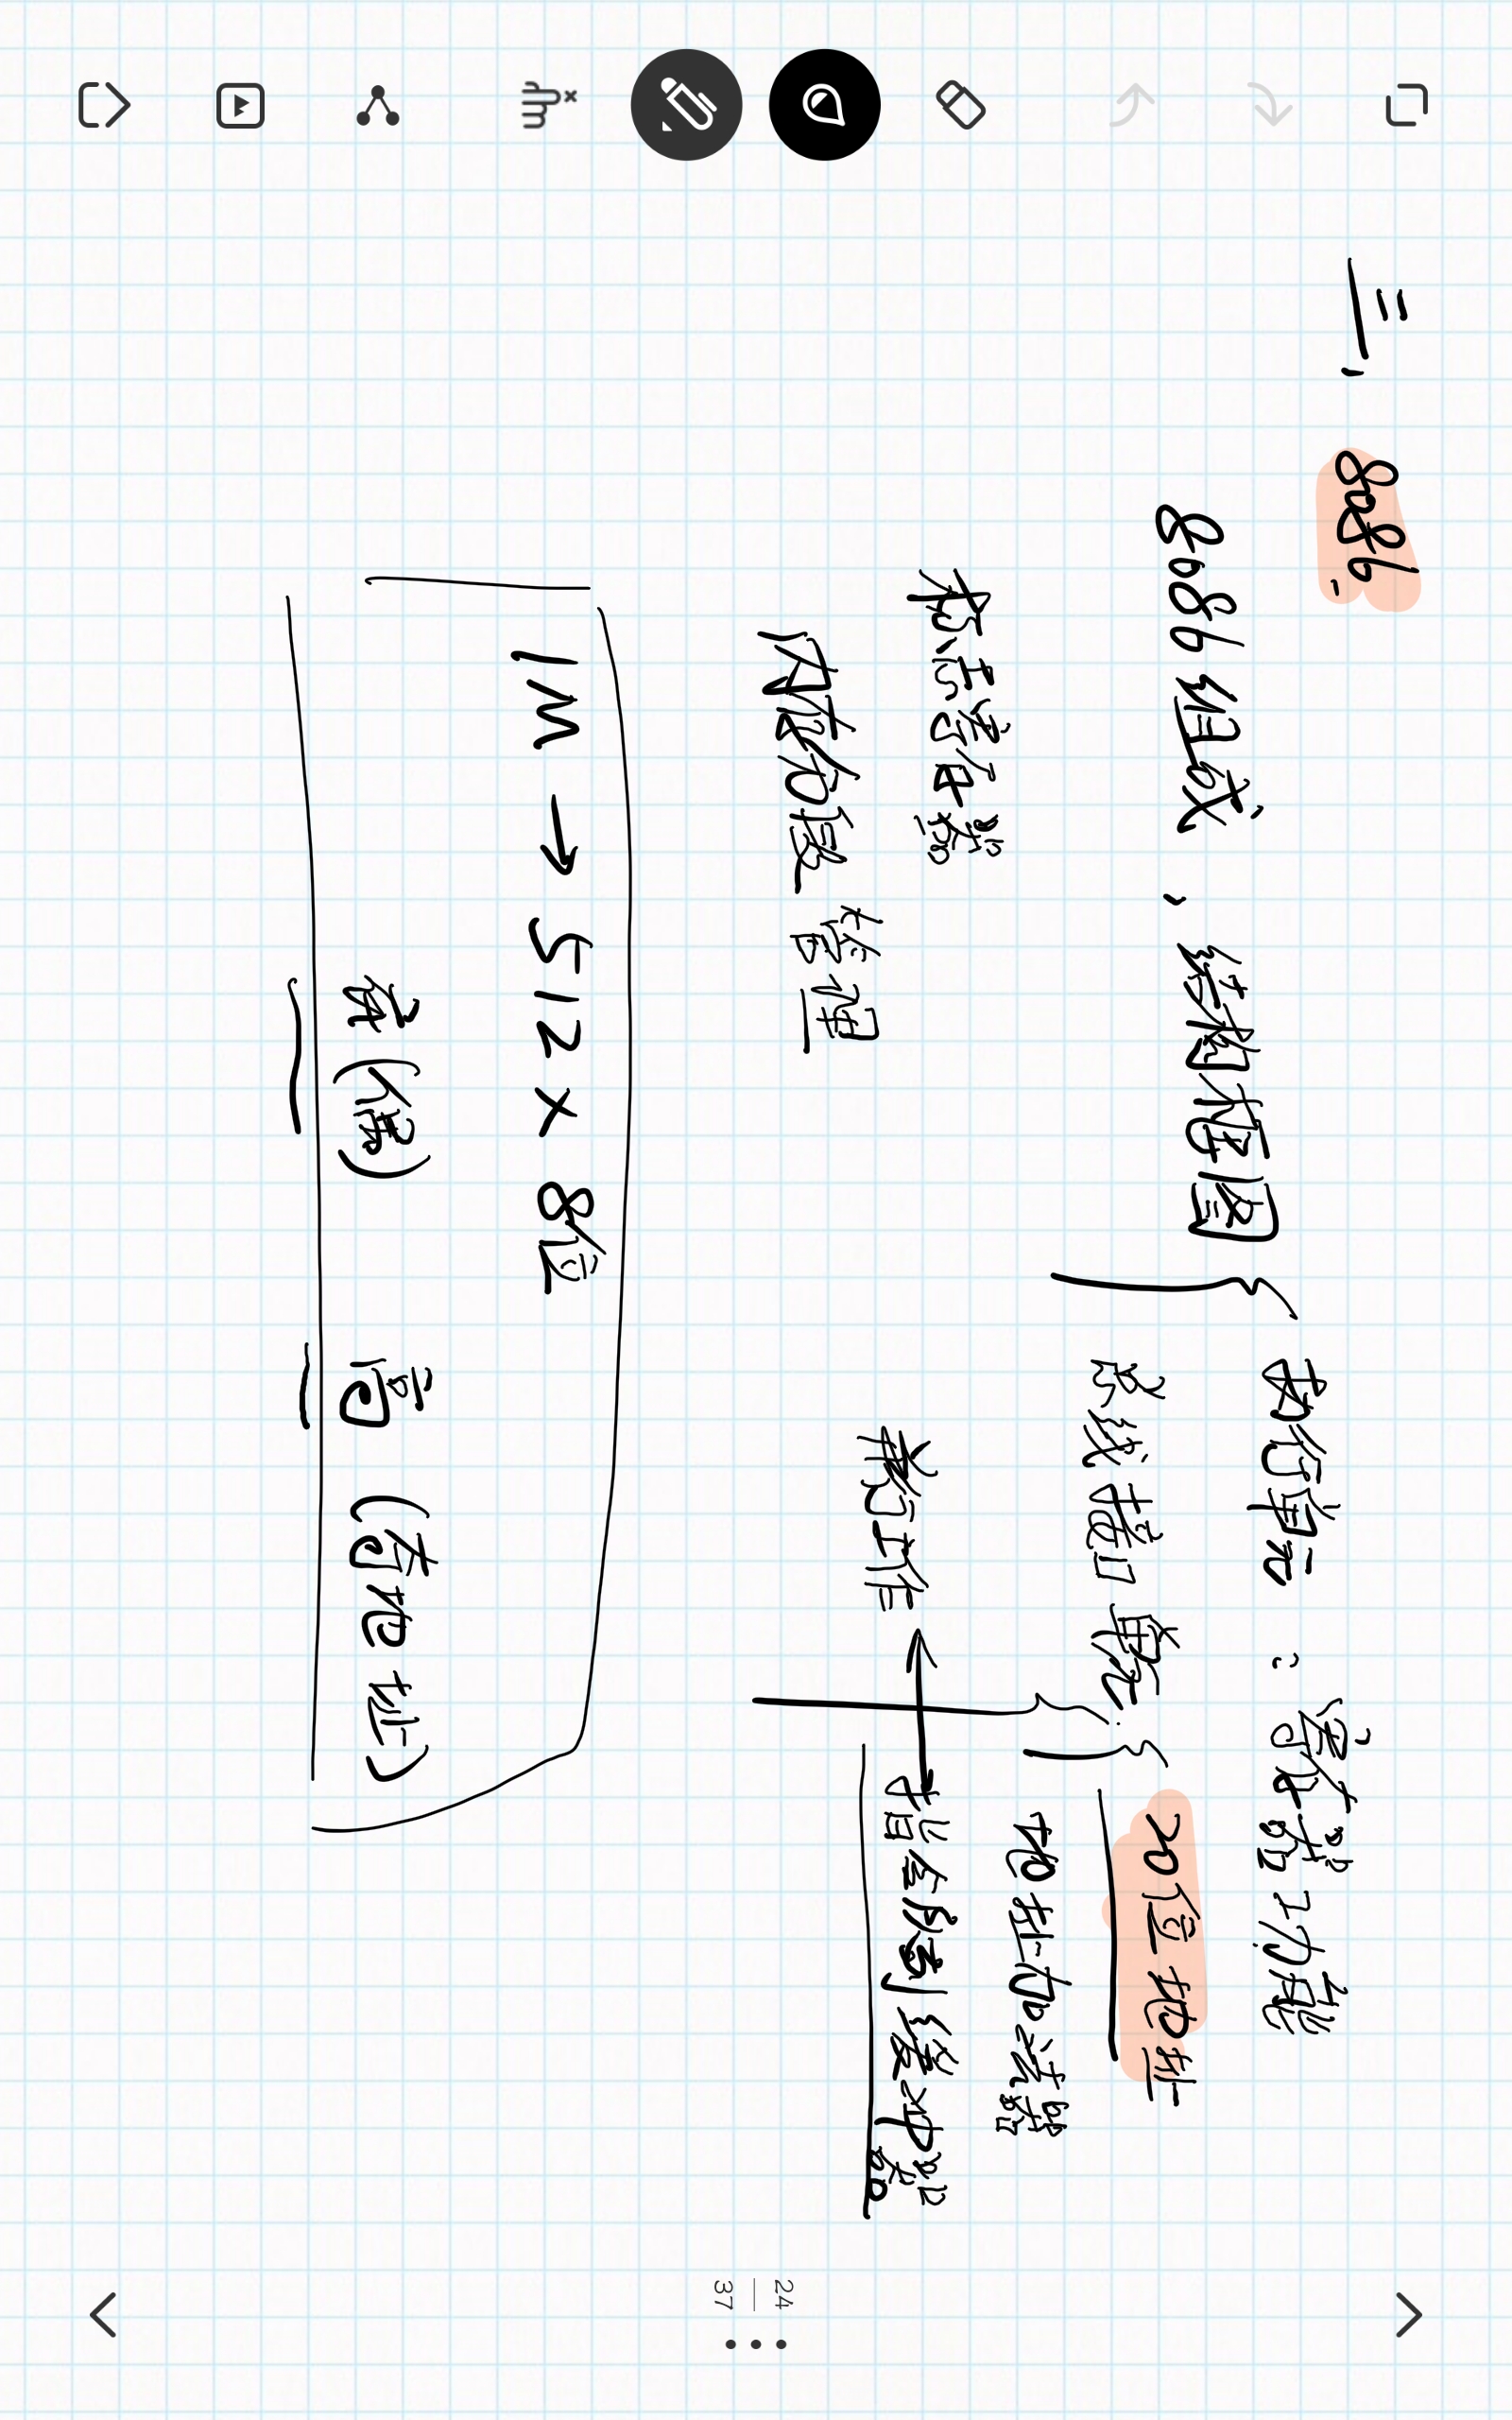 三、8086
8086组成，结构框图
执行单元：寄存器功能
总线接口单元：
20位地址
地址加法器
并行工作
指令队列缓冲器
标志寄存器
内存分段管理
24
37
1M → 512 × 8位
(偶) 高 (奇地址)